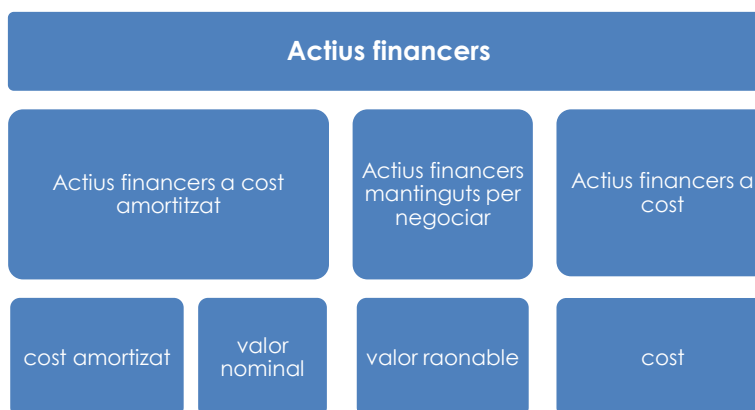 Actius financers
Actius financers a cost
amortitzat
Actius financers
mantinguts per
negociar
Actius financers a
cost
cost amortizat
valor
nominal
valor raonable
cost